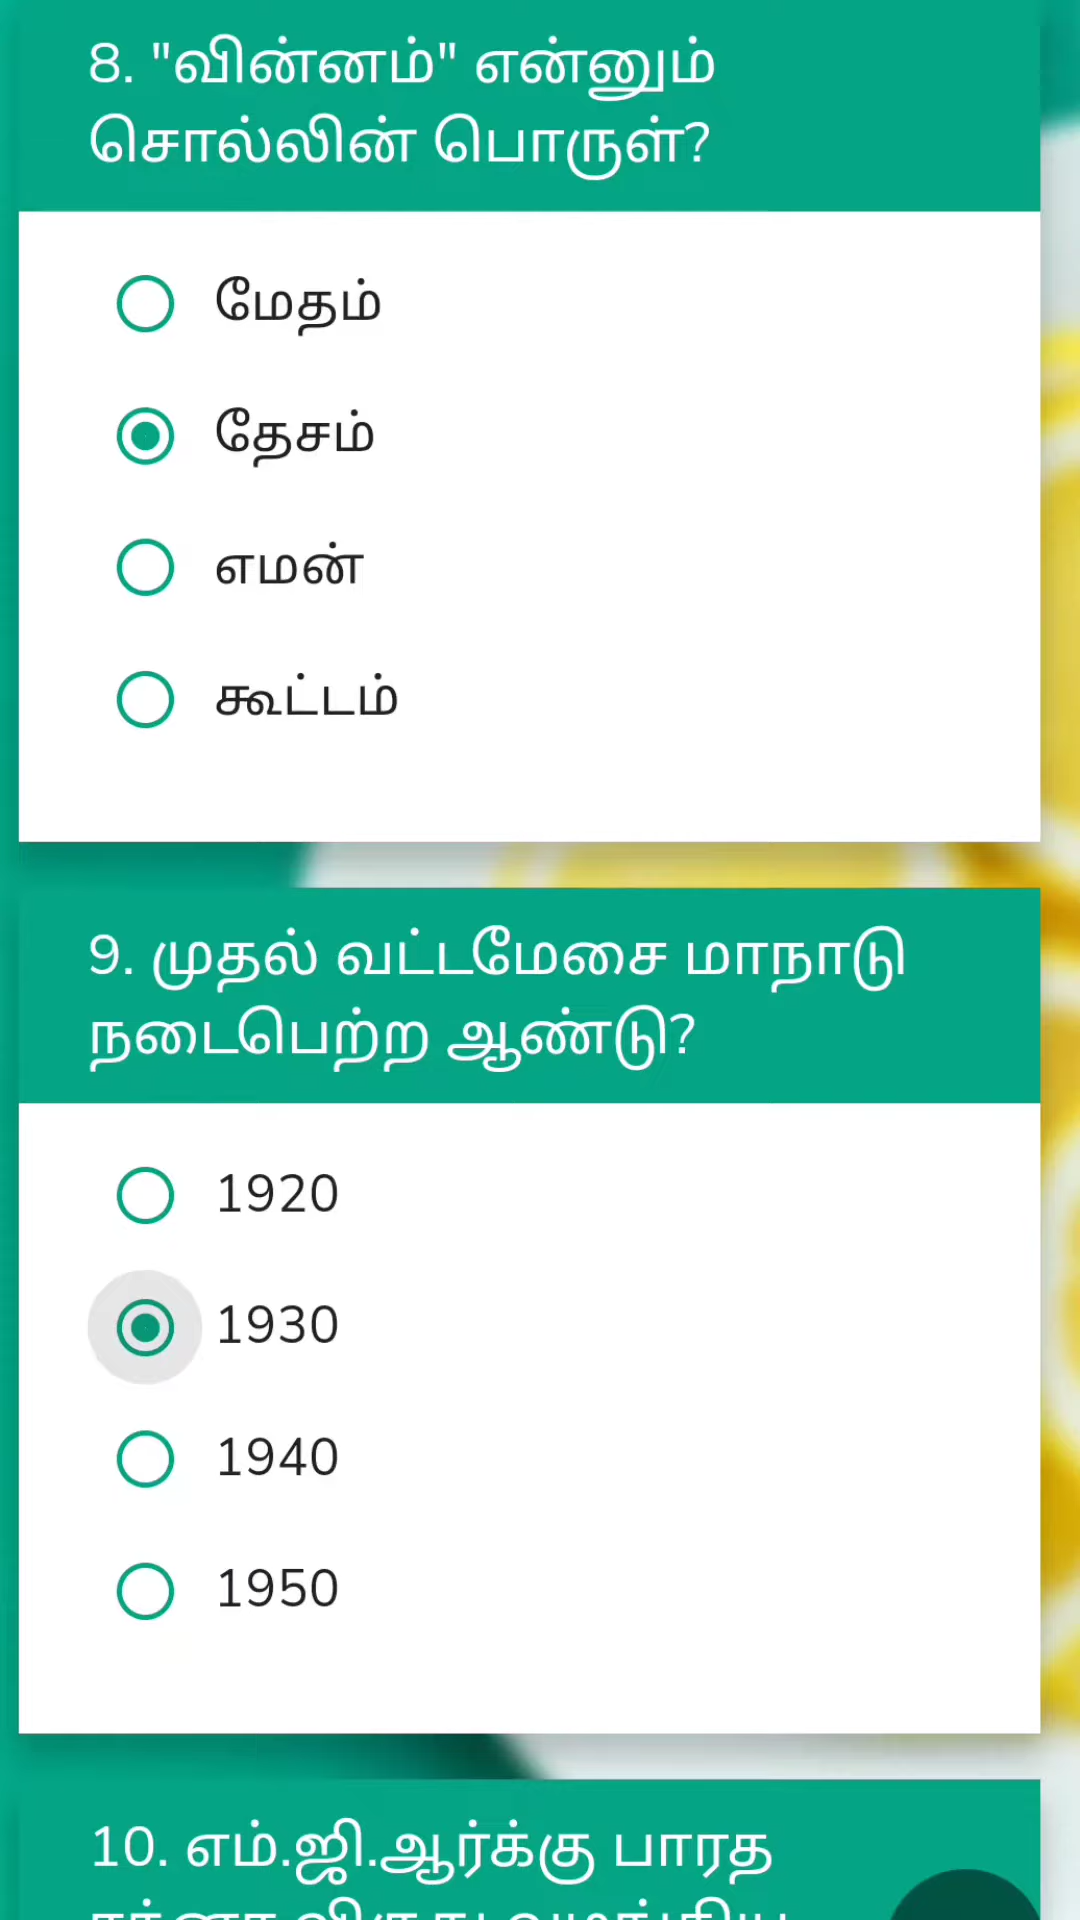 8. "வின்னம்" என்னும்
சொல்லின் பொருள்?
மேதம்
தேசம்
எமன்
கூட்டம்
9. முதல் வட்டமேசை மாநாடு
நடைபெற்ற ஆண்டு?
1920
1930
1940
1950
10. எம்.ஜி.ஆர்க்கு பாரத